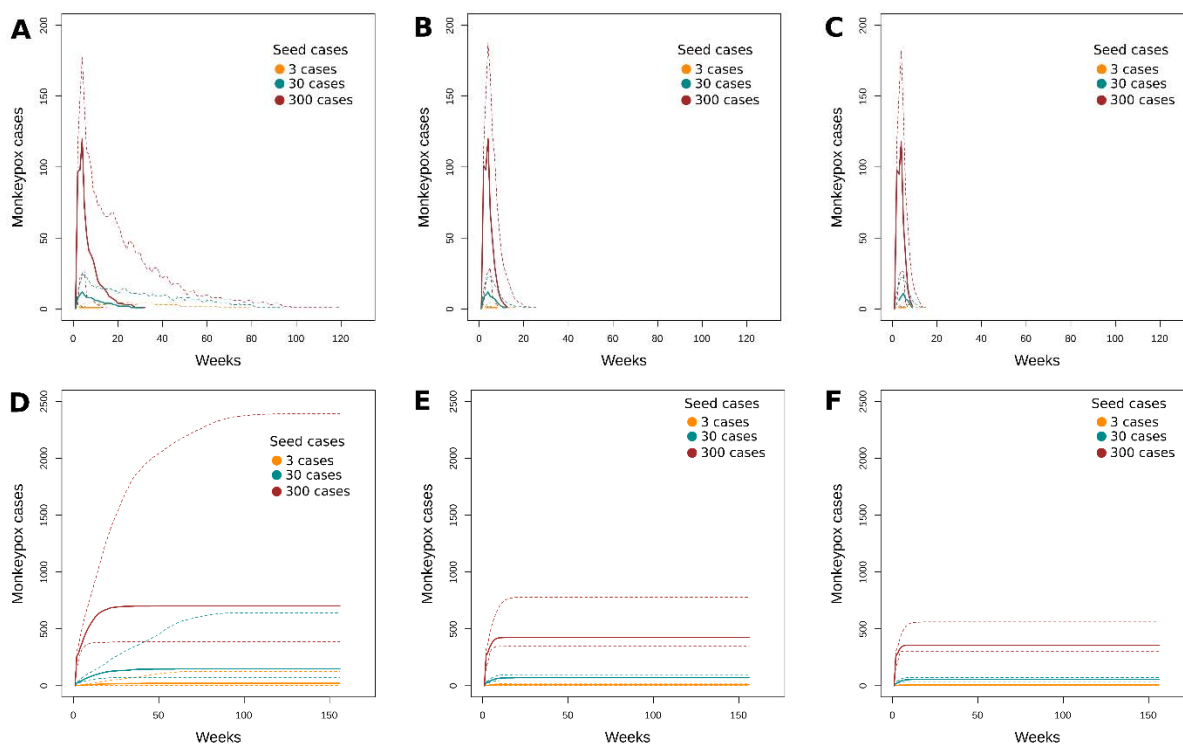 A
Monkeypox cases
200
150
100
50
0
Seed cases
3 cases
30 cases
300 cases
0 20 40 60 80 100 120
Weeks
B
Monkeypox cases
200
150
100
50
0
Seed cases
3 cases
30 cases
300 cases
0 20 40 60 80 100 120
Weeks
C
Monkeypox cases
200
150
100
50
0
Seed cases
3 cases
30 cases
300 cases
0 20 40 60 80 100 120
Weeks
D
Monkeypox cases
2500
2000
1500
1000
500
0
Seed cases
3 cases
30 cases
300 cases
0 50 100 150
Weeks
E
Monkeypox cases
2500
2000
1500
1000
500
0
Seed cases
3 cases
30 cases
300 cases
0 50 100 150
Weeks
F
Monkeypox cases
2500
2000
1500
1000
500
0
Seed cases
3 cases
30 cases
300 cases
0 50 100 150
Weeks